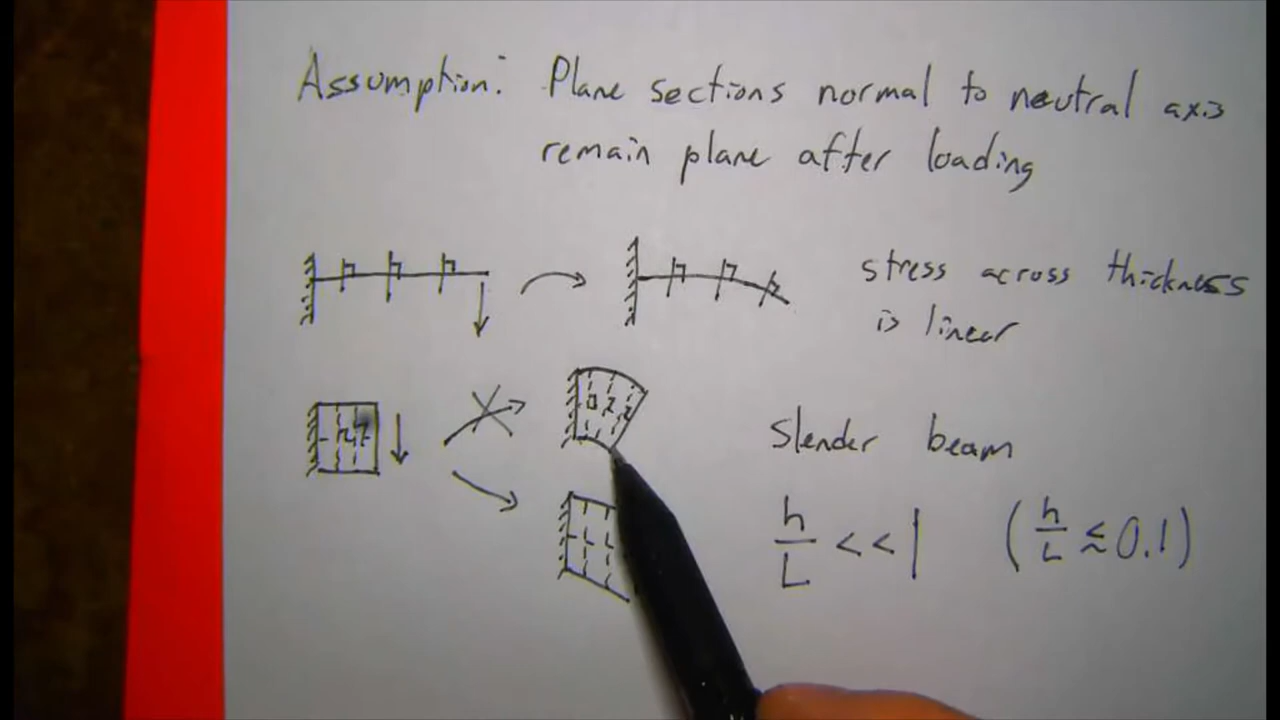 Assumption: Plane sections normal to neutral axis
remain plane after loading
stress across thickness
is linear
Slender beam
h/L << 1 (h/L ⪅ 0.1)